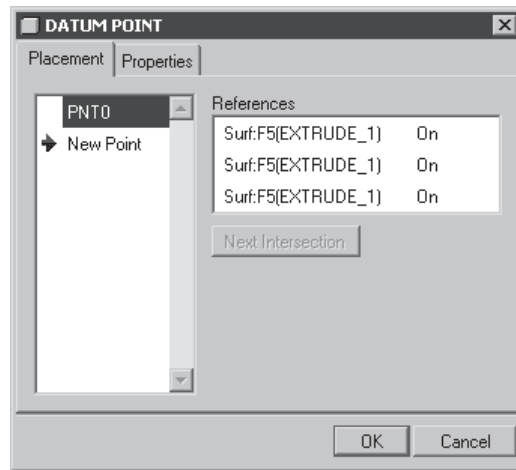 DATUM POINT
Placement
Properties
PNT0
New Point
References
Surf:F5(EXTRUDE_1) On
Surf:F5(EXTRUDE_1) On
Surf:F5(EXTRUDE_1) On
Next Intersection
OK
Cancel